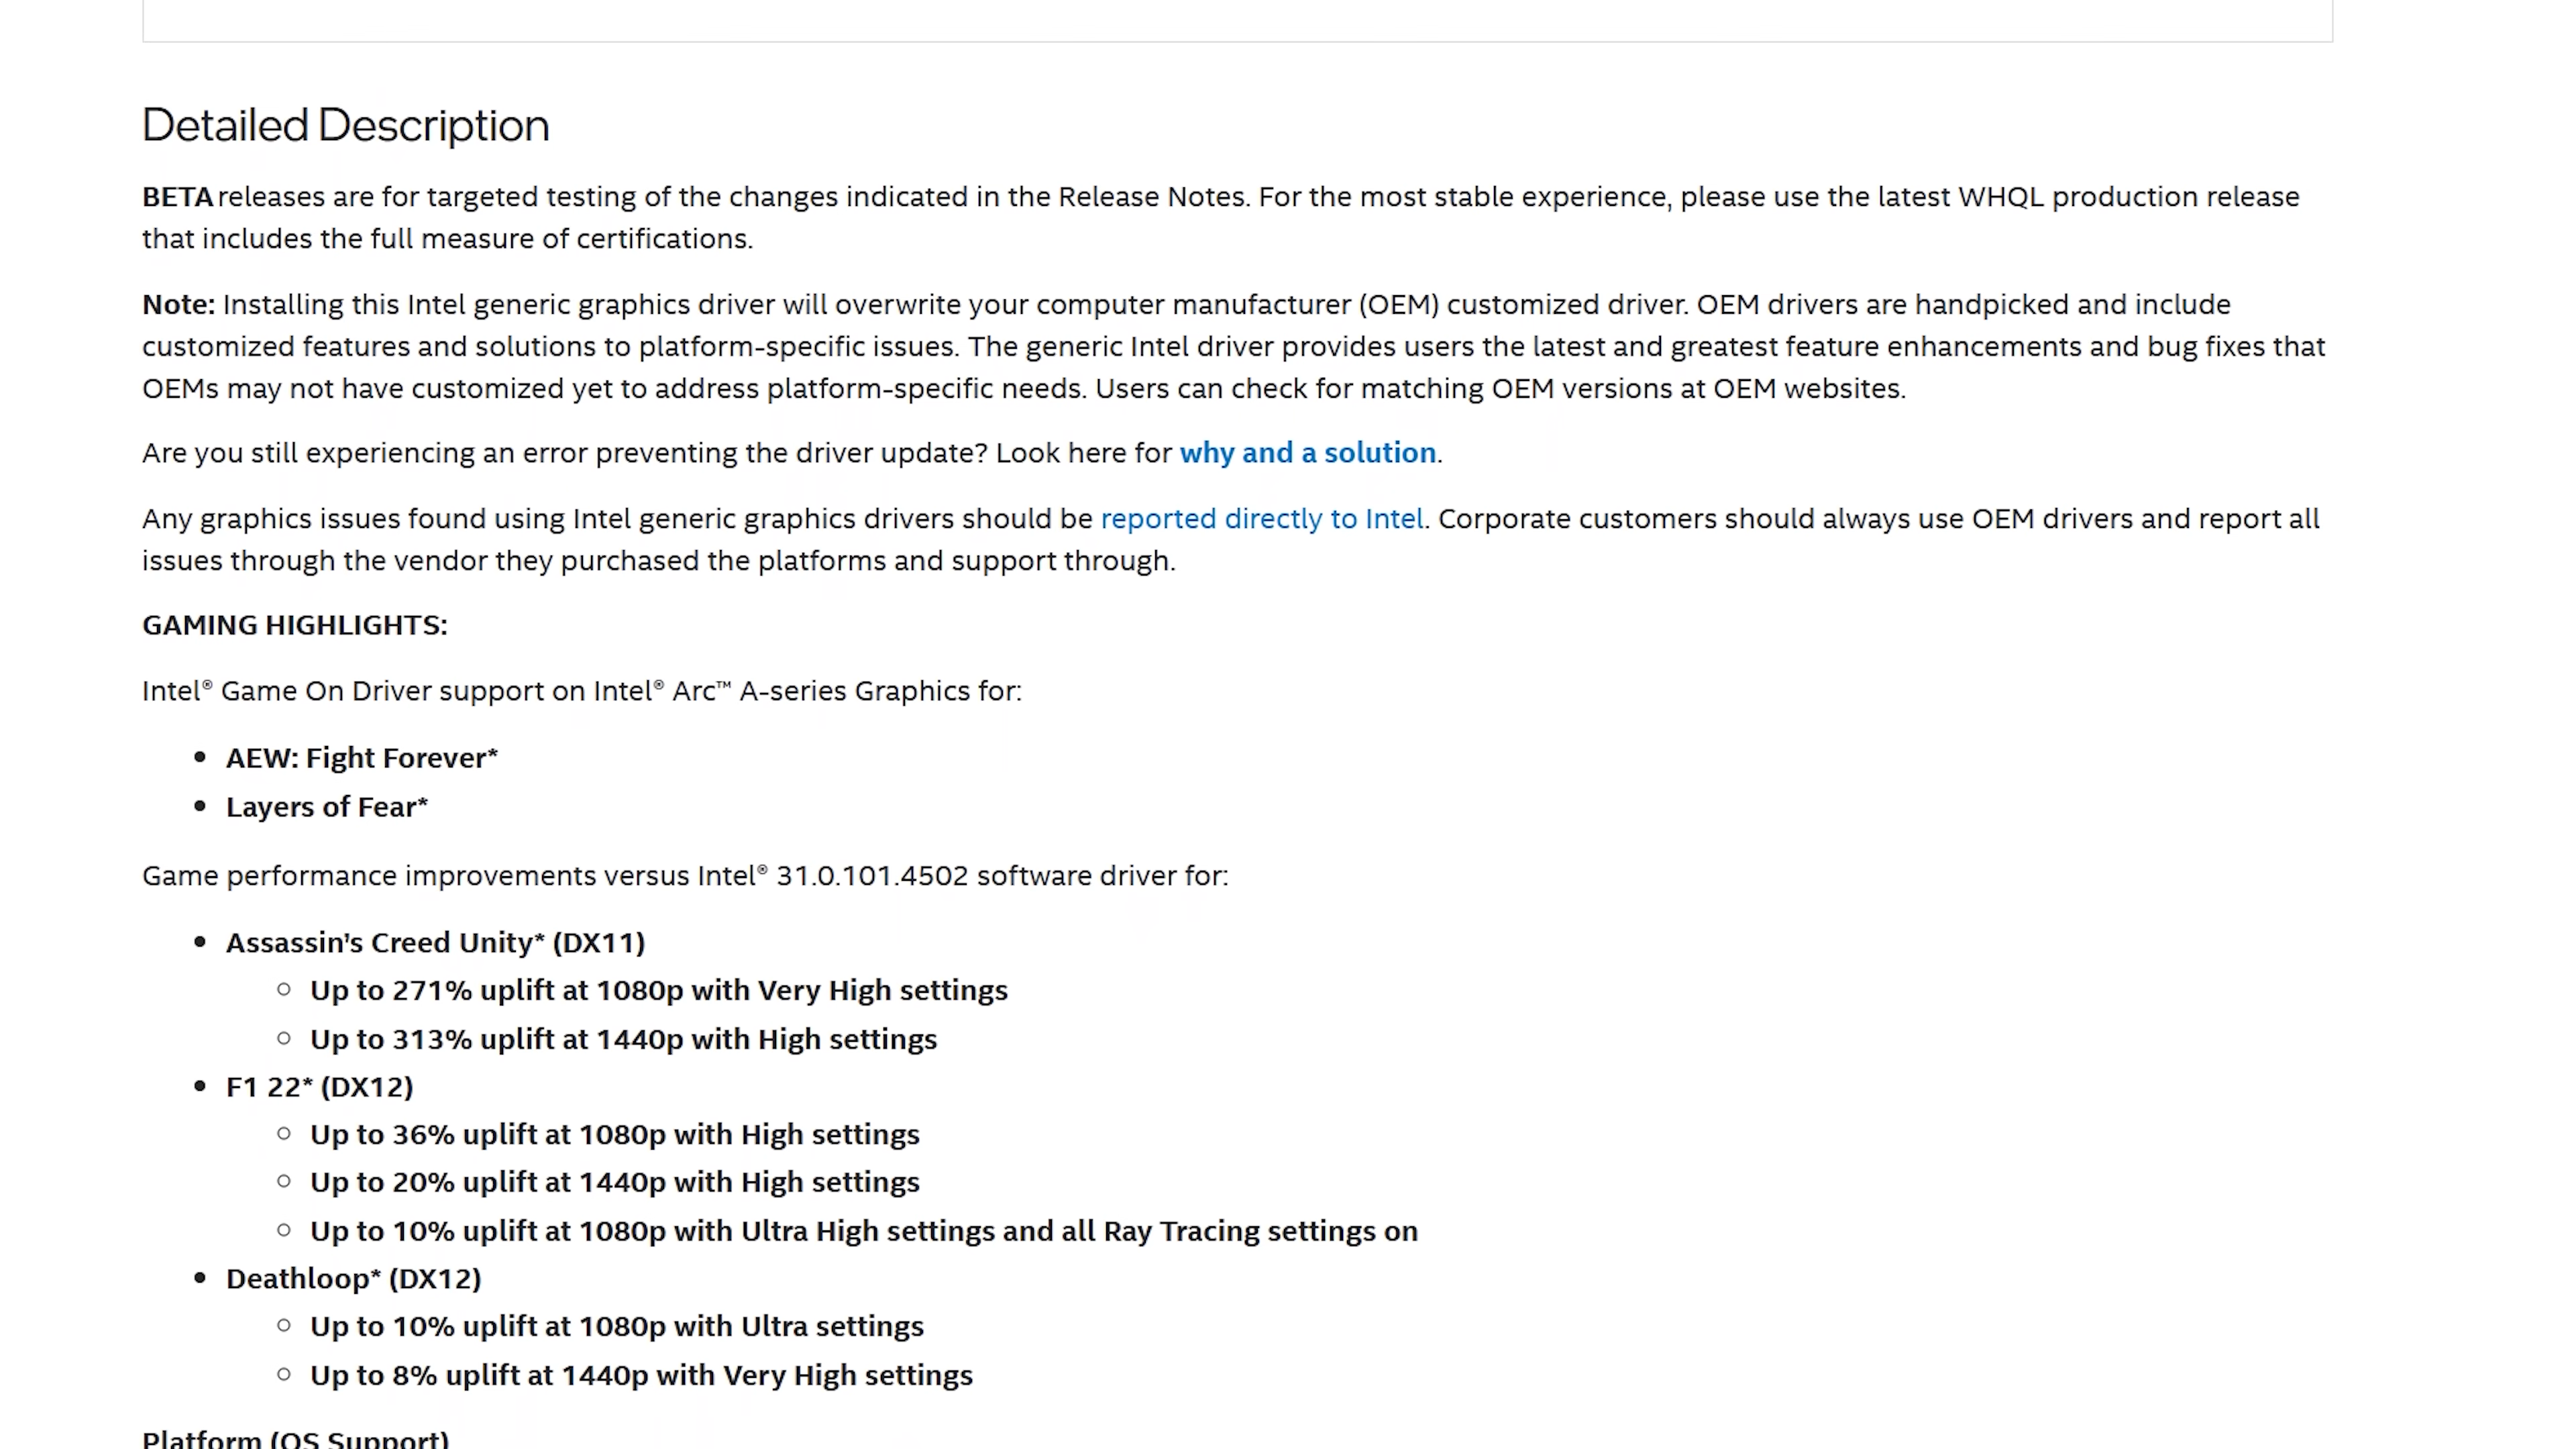 Detailed Description
BETA releases are for targeted testing of the changes indicated in the Release Notes. For the most stable experience, please use the latest WHQL production release
that includes the full measure of certifications.
Note: Installing this Intel generic graphics driver will overwrite your computer manufacturer (OEM) customized driver. OEM drivers are handpicked and include
customized features and solutions to platform-specific issues. The generic Intel driver provides users the latest and greatest feature enhancements and bug fixes that
OEMs may not have customized yet to address platform-specific needs. Users can check for matching OEM versions at OEM websites.
Are you still experiencing an error preventing the driver update? Look here for why and a solution.
Any graphics issues found using Intel generic graphics drivers should be reported directly to Intel. Corporate customers should always use OEM drivers and report all
issues through the vendor they purchased the platforms and support through.
GAMING HIGHLIGHTS:
Intel® Game On Driver support on Intel® Arc™ A-series Graphics for:
• AEW: Fight Forever*
• Layers of Fear*
Game performance improvements versus Intel® 31.0.101.4502 software driver for:
• Assassin's Creed Unity* (DX11)
○ Up to 271% uplift at 1080p with Very High settings
○ Up to 313% uplift at 1440p with High settings
• F1 22* (DX12)
○ Up to 36% uplift at 1080p with High settings
○ Up to 20% uplift at 1440p with High settings
○ Up to 10% uplift at 1080p with Ultra High settings and all Ray Tracing settings on
• Deathloop* (DX12)
○ Up to 10% uplift at 1080p with Ultra settings
○ Up to 8% uplift at 1440p with Very High settings
Platform (OS Support)